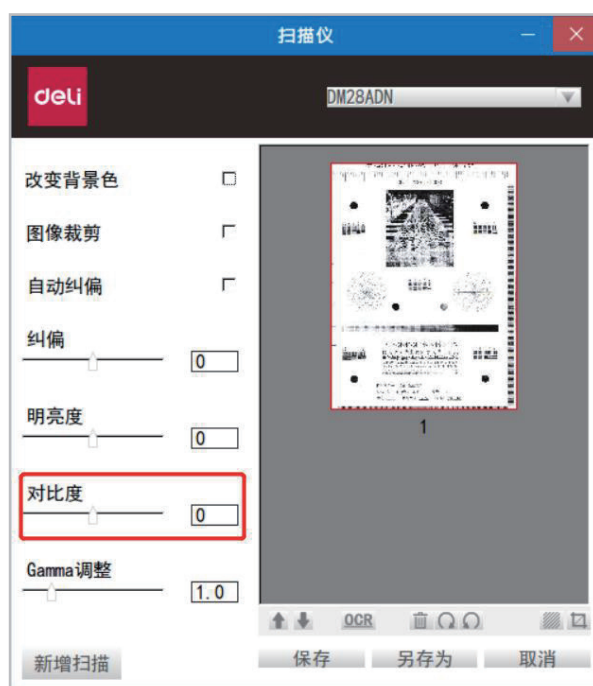 扫描仪
deli
DM28ADN
改变背景色
图像裁剪
自动纠偏
纠偏
0
明亮度
0
对比度
0
Gamma调整
1.0
1
OCR
新增扫描
保存
另存为
取消